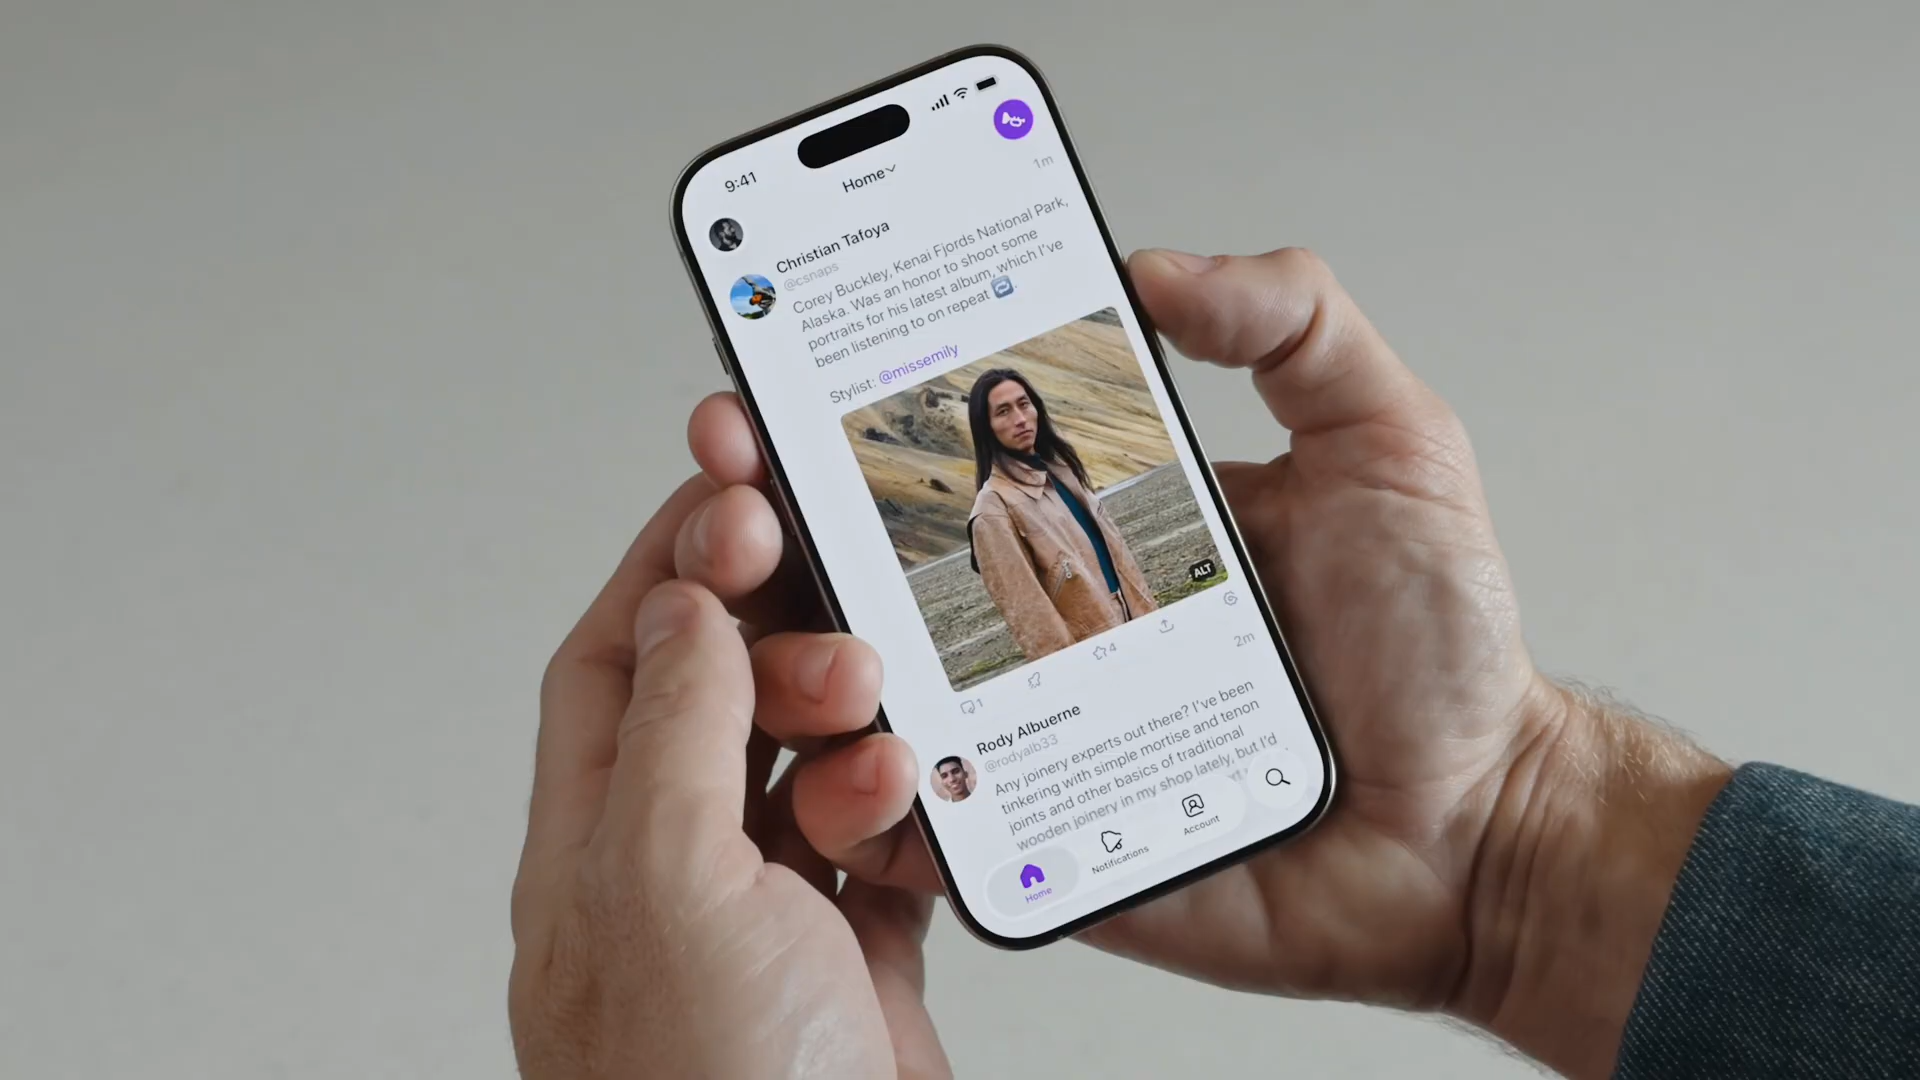 9:41
Home
1m
Christian Tafoya
@csnaps
Corey Buckley, Kenai Fjords National Park,
Alaska. Was an honor to shoot some
portraits for his latest album, which I've
been listening to on repeat 🔁.
Stylist: @missemily
ALT
1
4
2m
Rody Albuerne
@rodyalb33
Any joinery experts out there? I've been
tinkering with simple mortise and tenon
joints and other basics of traditional
wooden joinery in my shop lately, but I'd
Home
Notifications
Account